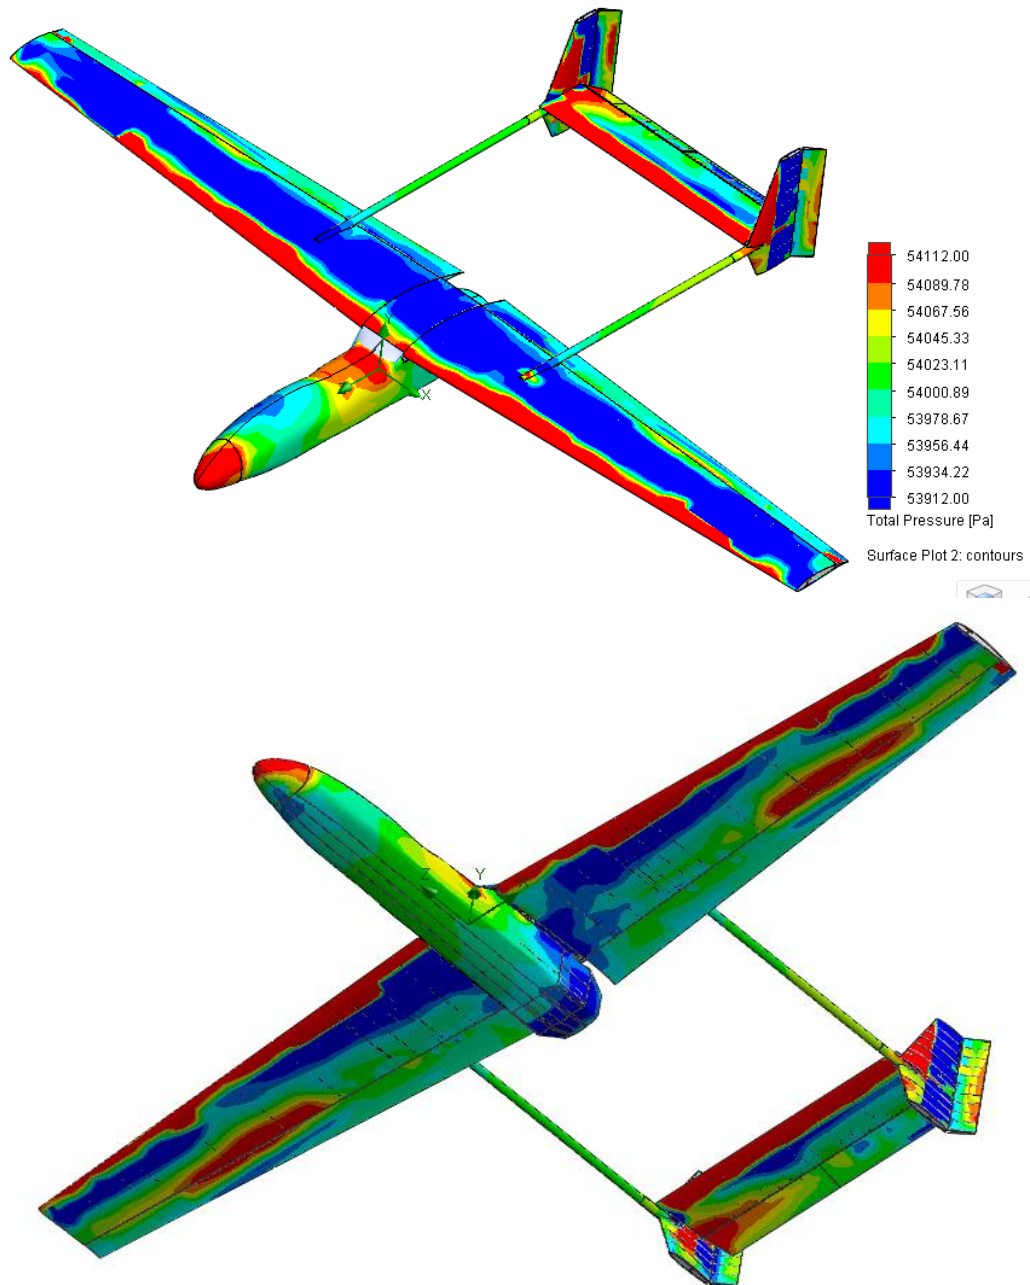 Y
X
54112.00
54089.78
54067.56
54045.33
54023.11
54000.89
53978.67
53956.44
53934.22
53912.00
Total Pressure [Pa]
Surface Plot 2: contours
Z
Y